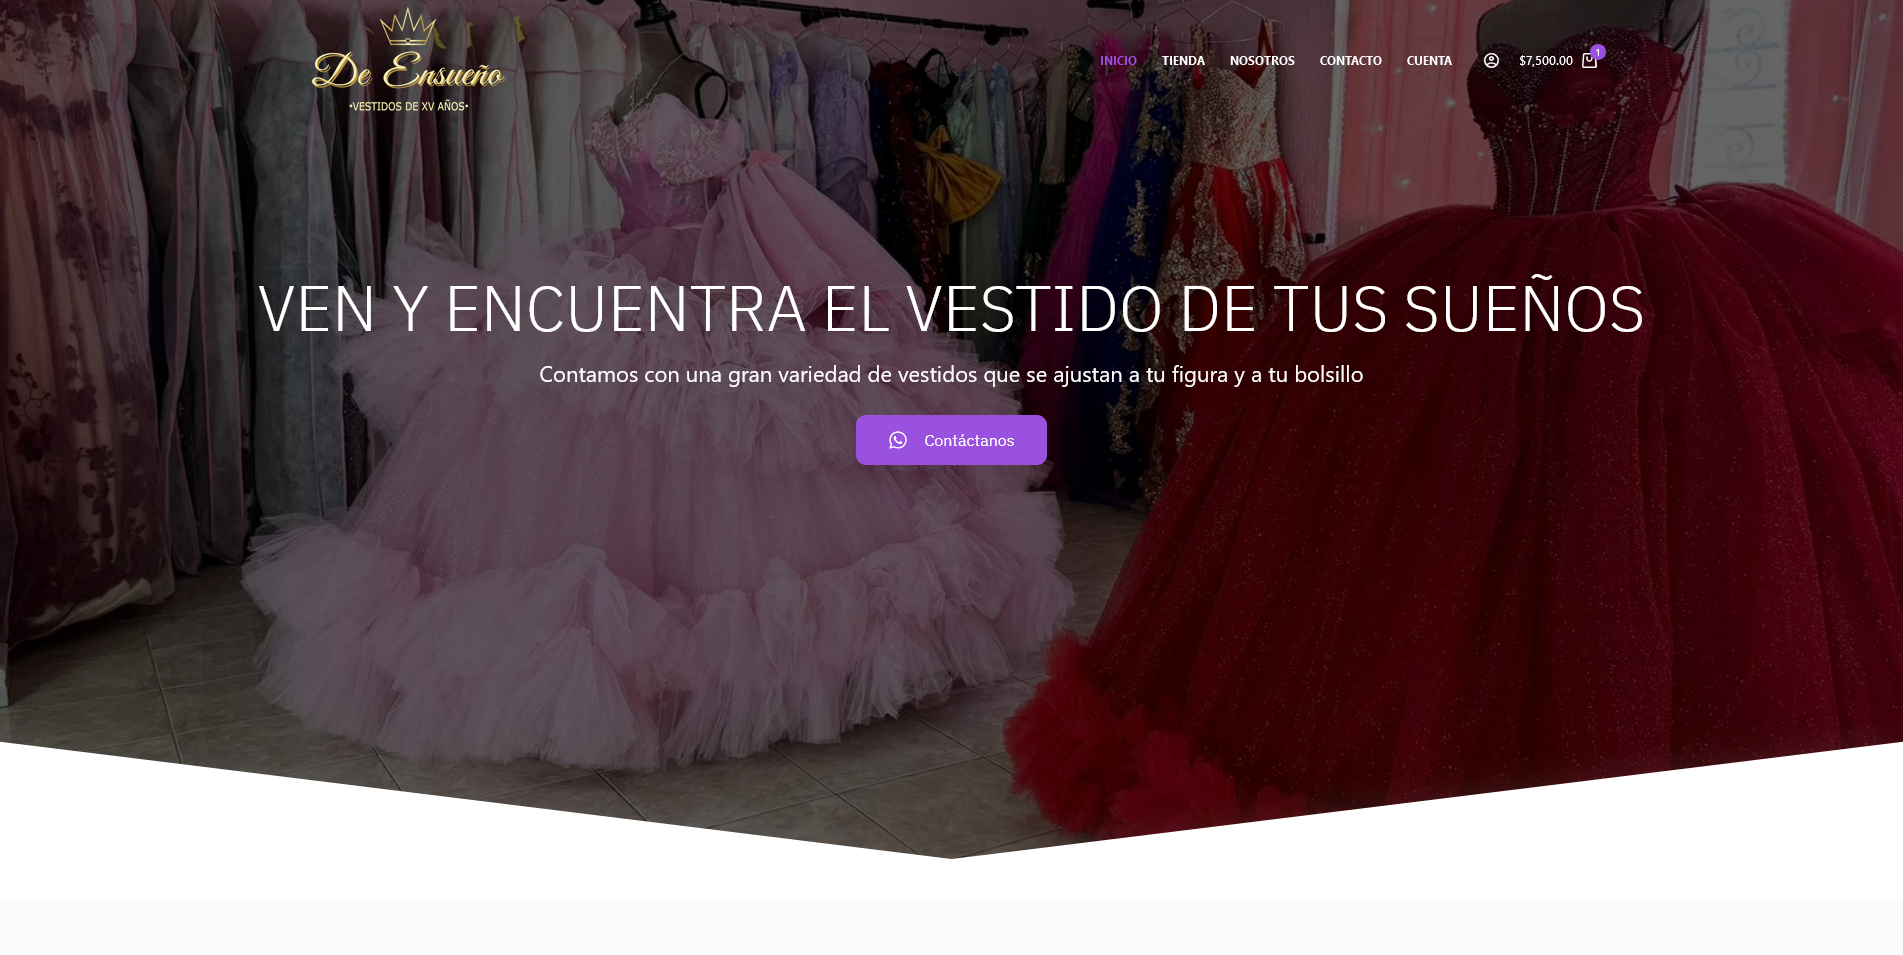 De Ensueño
•VESTIDOS DE XV AÑOS•
INICIO TIENDA NOSOTROS CONTACTO CUENTA $7,500.00 1
VEN Y ENCUENTRA EL VESTIDO DE TUS SUEÑOS
Contamos con una gran variedad de vestidos que se ajustan a tu figura y a tu bolsillo
Contáctanos